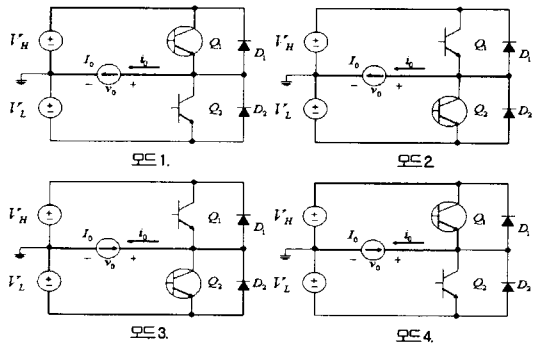 V_H I_0 i_0 Q_1 D_1
V_L - v_0 + Q_2 D_2
모드1.
V_H I_0 i_0 Q_1 D_1
V_L - v_0 + Q_2 D_2
모드2.
V_H I_0 i_0 Q_1 D_1
V_L - v_0 + Q_2 D_2
모드3.
V_H I_0 i_0 Q_1 D_1
V_L - v_0 + Q_2 D_2
모드4.